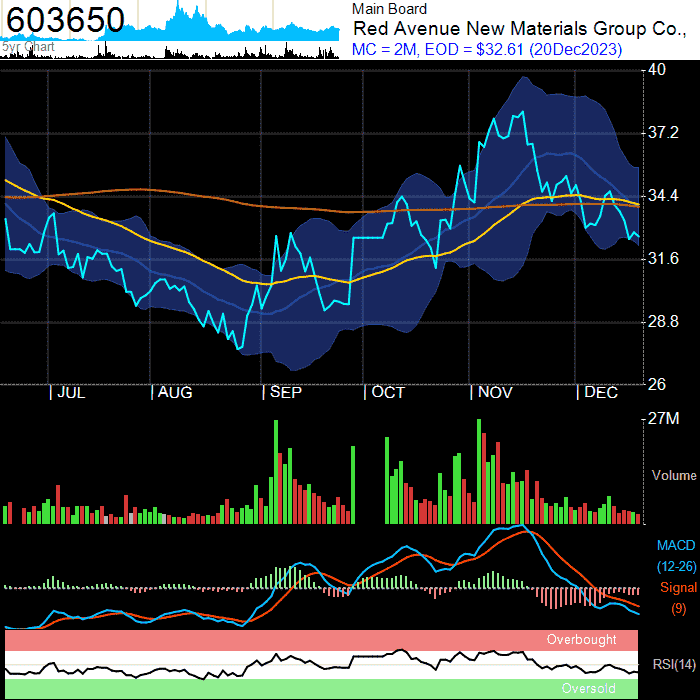 603650
5yr Chart
Main Board
Red Avenue New Materials Group Co.,
MC = 2M, EOD = $32.61 (20Dec2023)
40
37.2
34.4
31.6
28.8
26
| JUL | AUG | SEP | OCT | NOV | DEC
27M
Volume
MACD
(12-26)
Signal
(9)
Overbought
RSI(14)
Oversold